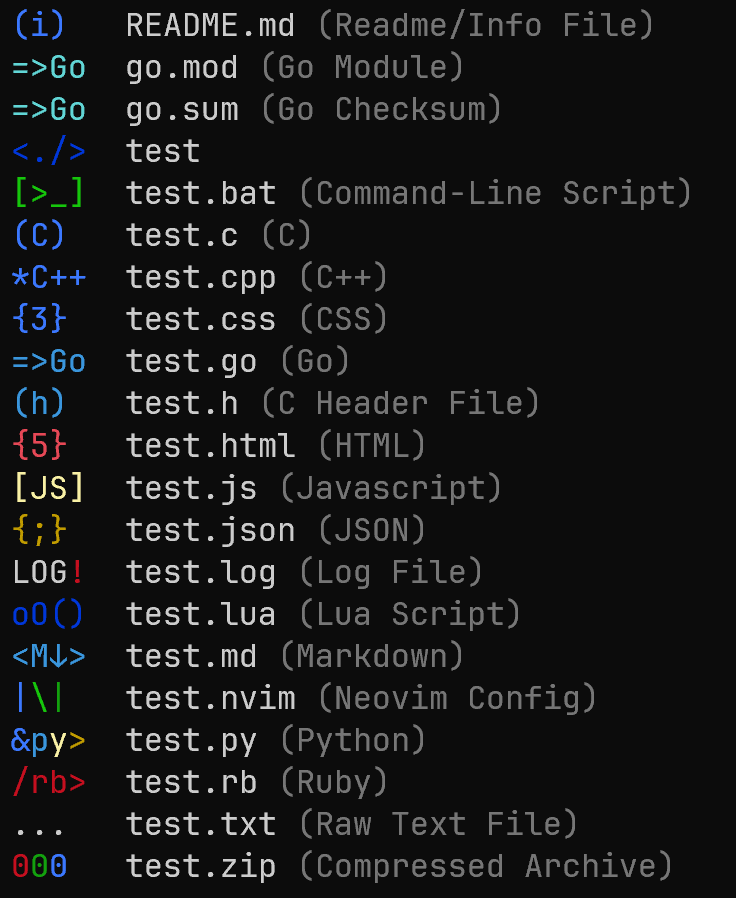 (i)  README.md (Readme/Info File)
=>Go  go.mod (Go Module)
=>Go  go.sum (Go Checksum)
<./>  test
[>_]  test.bat (Command-Line Script)
(C)  test.c (C)
*C++  test.cpp (C++)
{3}  test.css (CSS)
=>Go  test.go (Go)
(h)  test.h (C Header File)
{5}  test.html (HTML)
[JS]  test.js (Javascript)
{;}  test.json (JSON)
LOG!  test.log (Log File)
oO()  test.lua (Lua Script)
<M↓>  test.md (Markdown)
|\|  test.nvim (Neovim Config)
&py>  test.py (Python)
/rb>  test.rb (Ruby)
...  test.txt (Raw Text File)
000  test.zip (Compressed Archive)